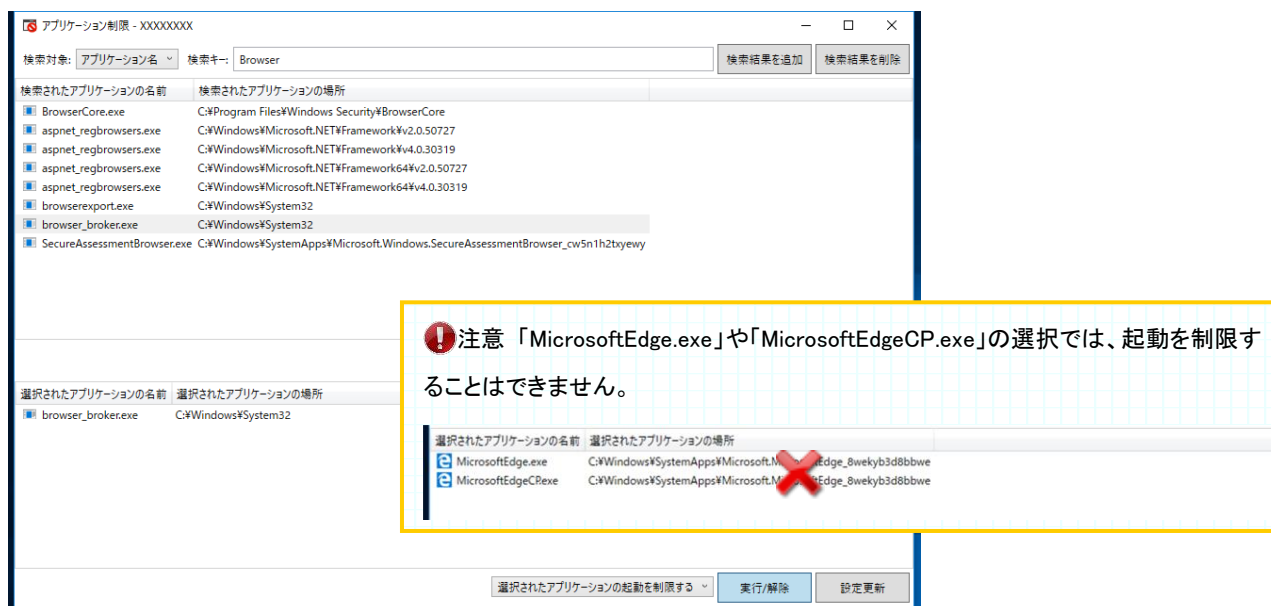 アプリケーション制限 - XXXXXXXX
検索対象: アプリケーション名 検索キー: Browser 検索結果を追加 検索結果を削除
検索されたアプリケーションの名前 検索されたアプリケーションの場所
BrowserCore.exe C:¥Program Files¥Windows Security¥BrowserCore
aspnet_regbrowsers.exe C:¥Windows¥Microsoft.NET¥Framework¥v2.0.50727
aspnet_regbrowsers.exe C:¥Windows¥Microsoft.NET¥Framework¥v4.0.30319
aspnet_regbrowsers.exe C:¥Windows¥Microsoft.NET¥Framework64¥v2.0.50727
aspnet_regbrowsers.exe C:¥Windows¥Microsoft.NET¥Framework64¥v4.0.30319
browserexport.exe C:¥Windows¥System32
browser_broker.exe C:¥Windows¥System32
SecureAssessmentBrowser.exe C:¥Windows¥SystemApps¥Microsoft.Windows.SecureAssessmentBrowser_cw5n1h2txyewy
注意 「MicrosoftEdge.exe」や「MicrosoftEdgeCP.exe」の選択では、起動を制限す
ることはできません。
選択されたアプリケーションの名前 選択されたアプリケーションの場所
MicrosoftEdge.exe C:¥Windows¥SystemApps¥Microsoft.MicrosoftEdge_8wekyb3d8bbwe
MicrosoftEdgeCP.exe C:¥Windows¥SystemApps¥Microsoft.MicrosoftEdge_8wekyb3d8bbwe
選択されたアプリケーションの名前 選択されたアプリケーションの場所
browser_broker.exe C:¥Windows¥System32
選択されたアプリケーションの起動を制限する 実行/解除 設定更新